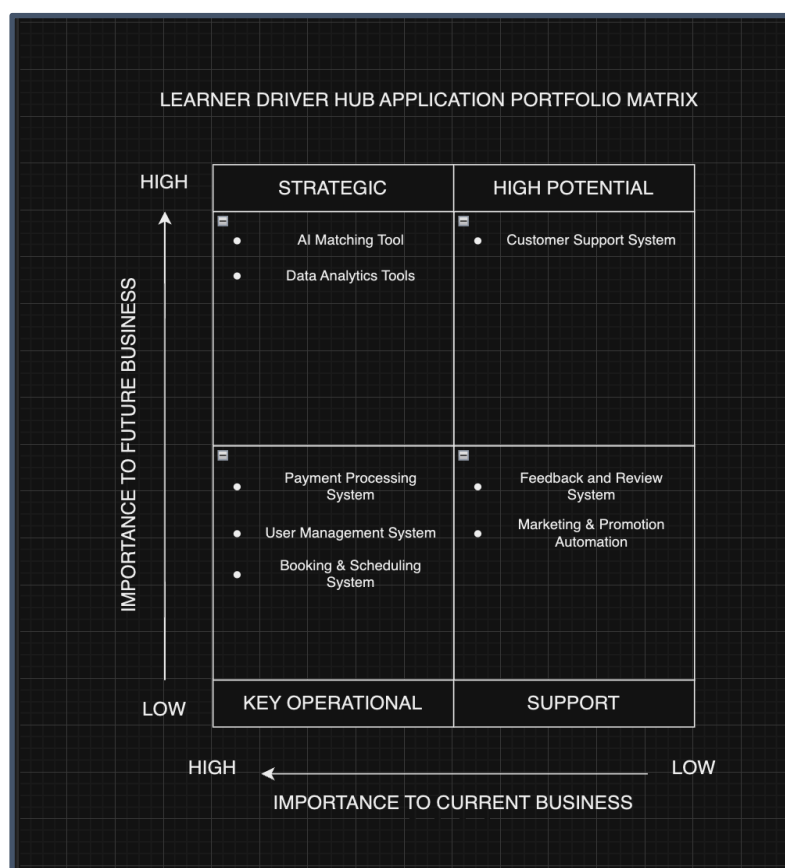 LEARNER DRIVER HUB APPLICATION PORTFOLIO MATRIX
HIGH
STRATEGIC
HIGH POTENTIAL
AI Matching Tool
Data Analytics Tools
Customer Support System
IMPORTANCE TO FUTURE BUSINESS
Payment Processing
System
User Management System
Booking & Scheduling
System
Feedback and Review
System
Marketing & Promotion
Automation
LOW
KEY OPERATIONAL
SUPPORT
HIGH
LOW
IMPORTANCE TO CURRENT BUSINESS